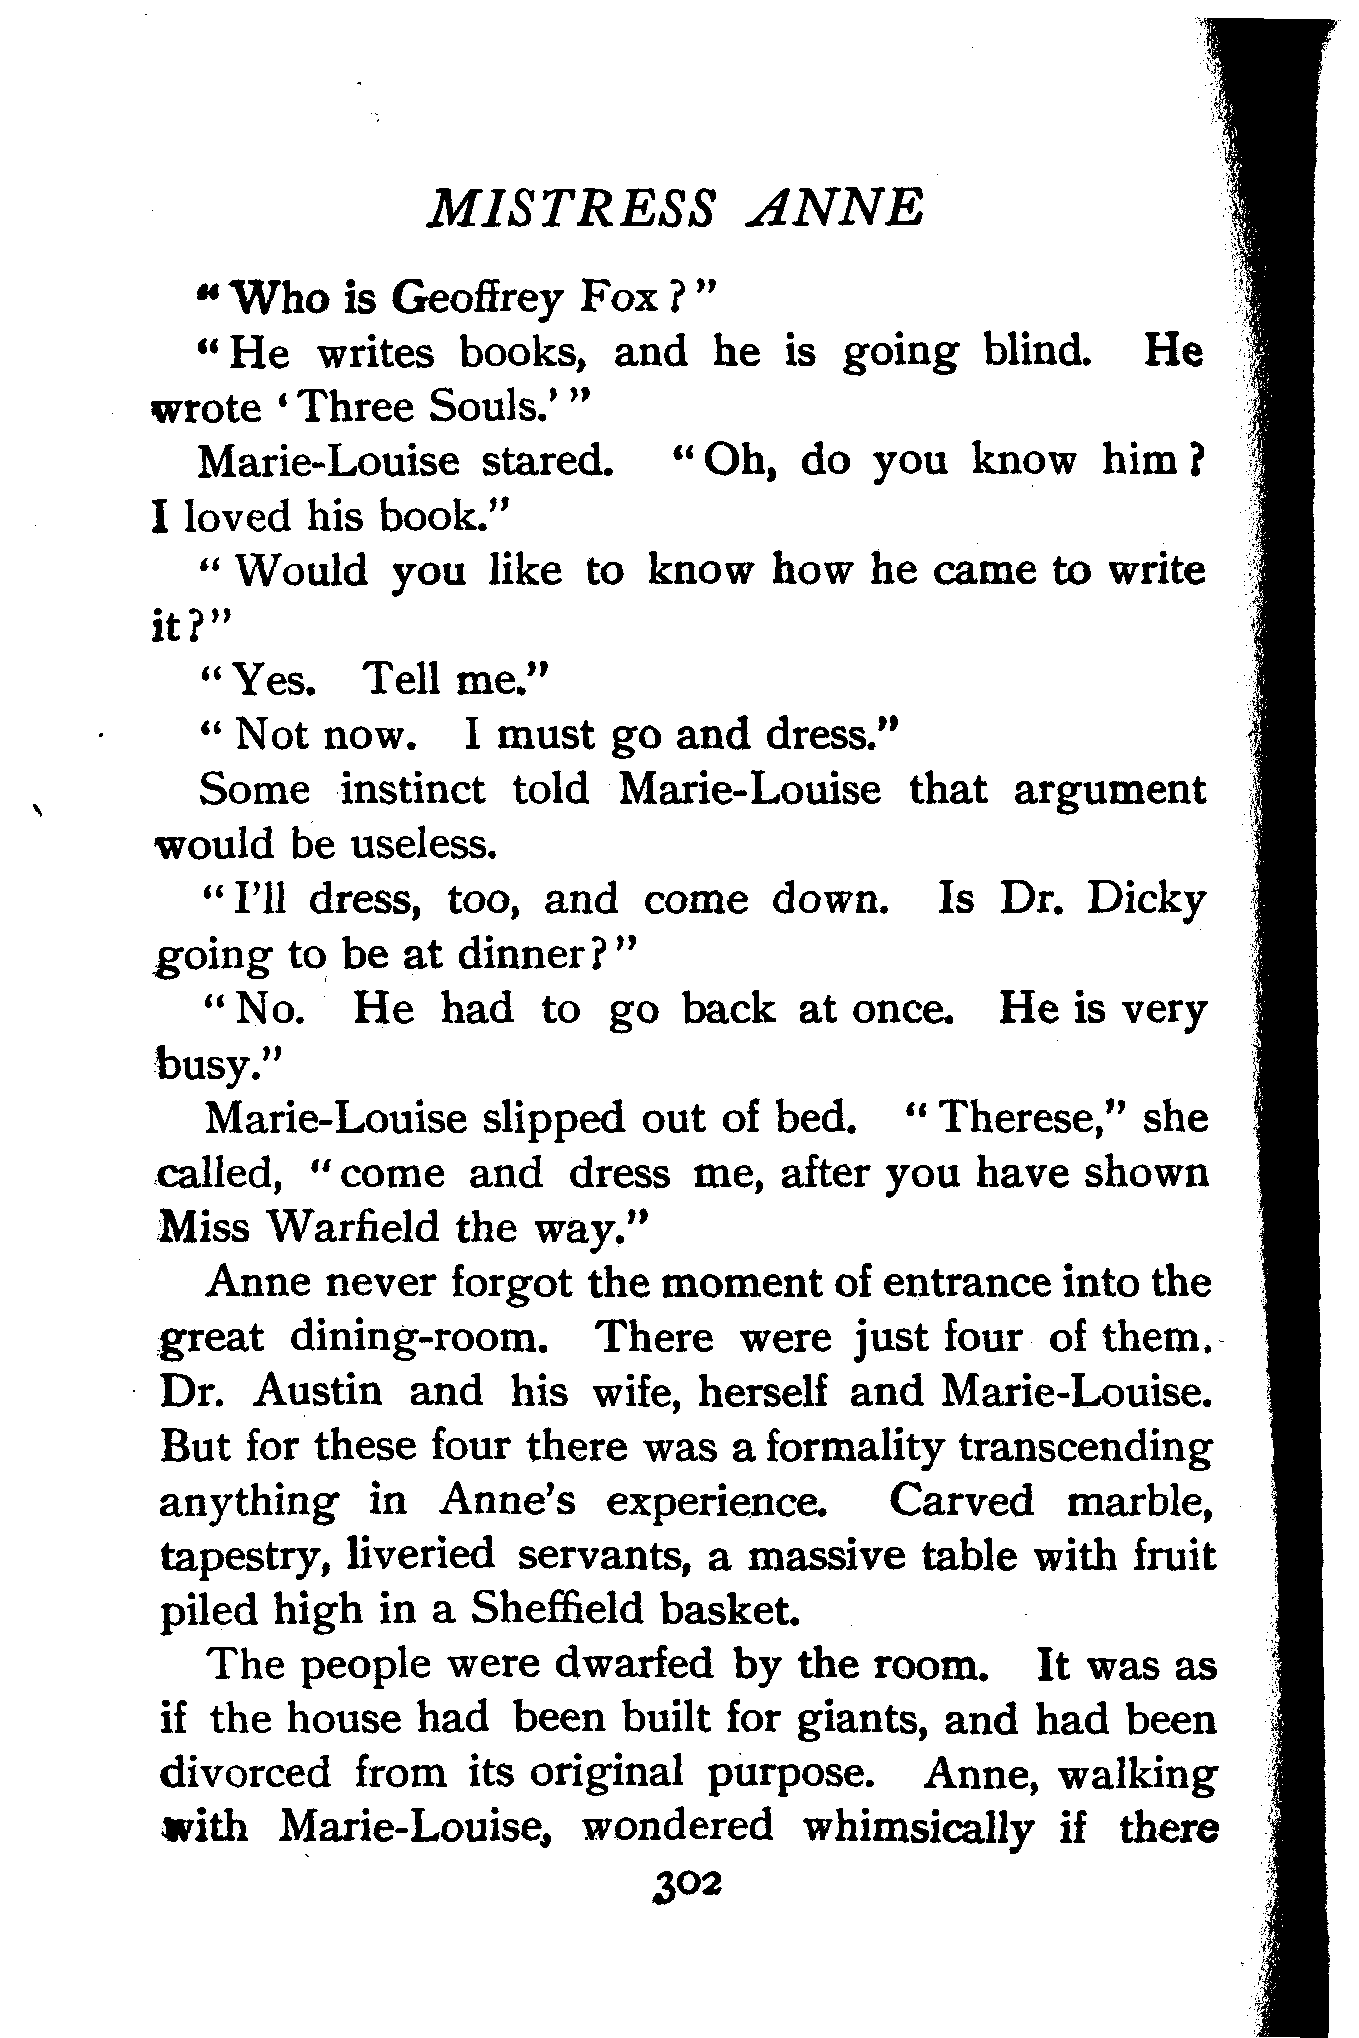 MISTRESS ANNE
"Who is Geoffrey Fox?"
"He writes books, and he is going blind. He
wrote 'Three Souls.'"
Marie-Louise stared. "Oh, do you know him?
I loved his book."
"Would you like to know how he came to write
it?"
"Yes. Tell me."
"Not now. I must go and dress."
Some instinct told Marie-Louise that argument
would be useless.
"I'll dress, too, and come down. Is Dr. Dicky
going to be at dinner?"
"No. He had to go back at once. He is very
busy."
Marie-Louise slipped out of bed. "Therese," she
called, "come and dress me, after you have shown
Miss Warfield the way."
Anne never forgot the moment of entrance into the
great dining-room. There were just four of them.
Dr. Austin and his wife, herself and Marie-Louise.
But for these four there was a formality transcending
anything in Anne's experience. Carved marble,
tapestry, liveried servants, a massive table with fruit
piled high in a Sheffield basket.
The people were dwarfed by the room. It was as
if the house had been built for giants, and had been
divorced from its original purpose. Anne, walking
with Marie-Louise, wondered whimsically if there
302